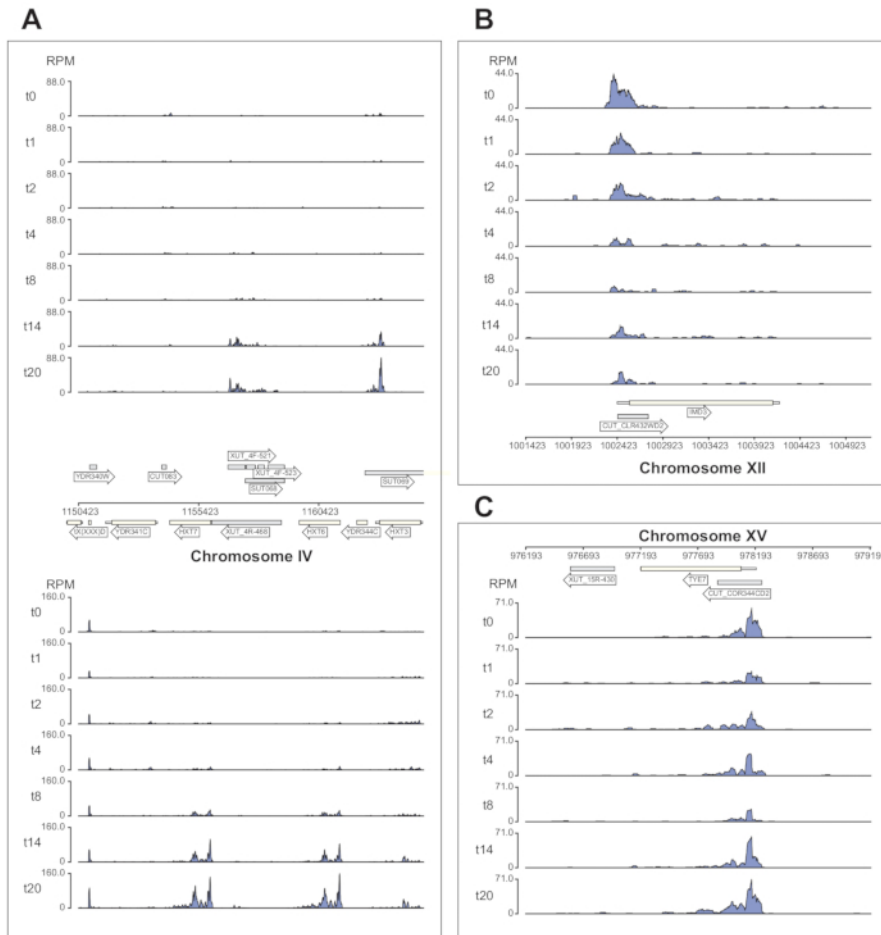 A
RPM
88.0
t0
0
88.0
t1
0
88.0
t2
0
88.0
t4
0
88.0
t8
0
88.0
t14
0
88.0
t20
0
XUT_4F-521
YDR342W CUT063 XUT_4F-523
SUT068 SUT069
1150423 1155423 1160423
YDR341C HXT7 XUT_4R-468 HXT6 YDR344C HXT3
Chromosome IV
RPM
160.0
t0
0
160.0
t1
0
160.0
t2
0
160.0
t4
0
160.0
t8
0
160.0
t14
0
160.0
t20
0
B
RPM
44.0
t0
0
44.0
t1
0
44.0
t2
0
44.0
t4
0
44.0
t8
0
44.0
t14
0
44.0
t20
0
IMD3
CUT_CLR432WD2
1001423 1001923 1002423 1002923 1003423 1003923 1004423 1004923
Chromosome XII
C
Chromosome XV
976193 976693 977193 977693 978193 978693 97919
XUT_15R-430 TYE7
CUT_COR344CD2
RPM
71.0
t0
0
71.0
t1
0
71.0
t2
0
71.0
t4
0
71.0
t8
0
71.0
t14
0
71.0
t20
0